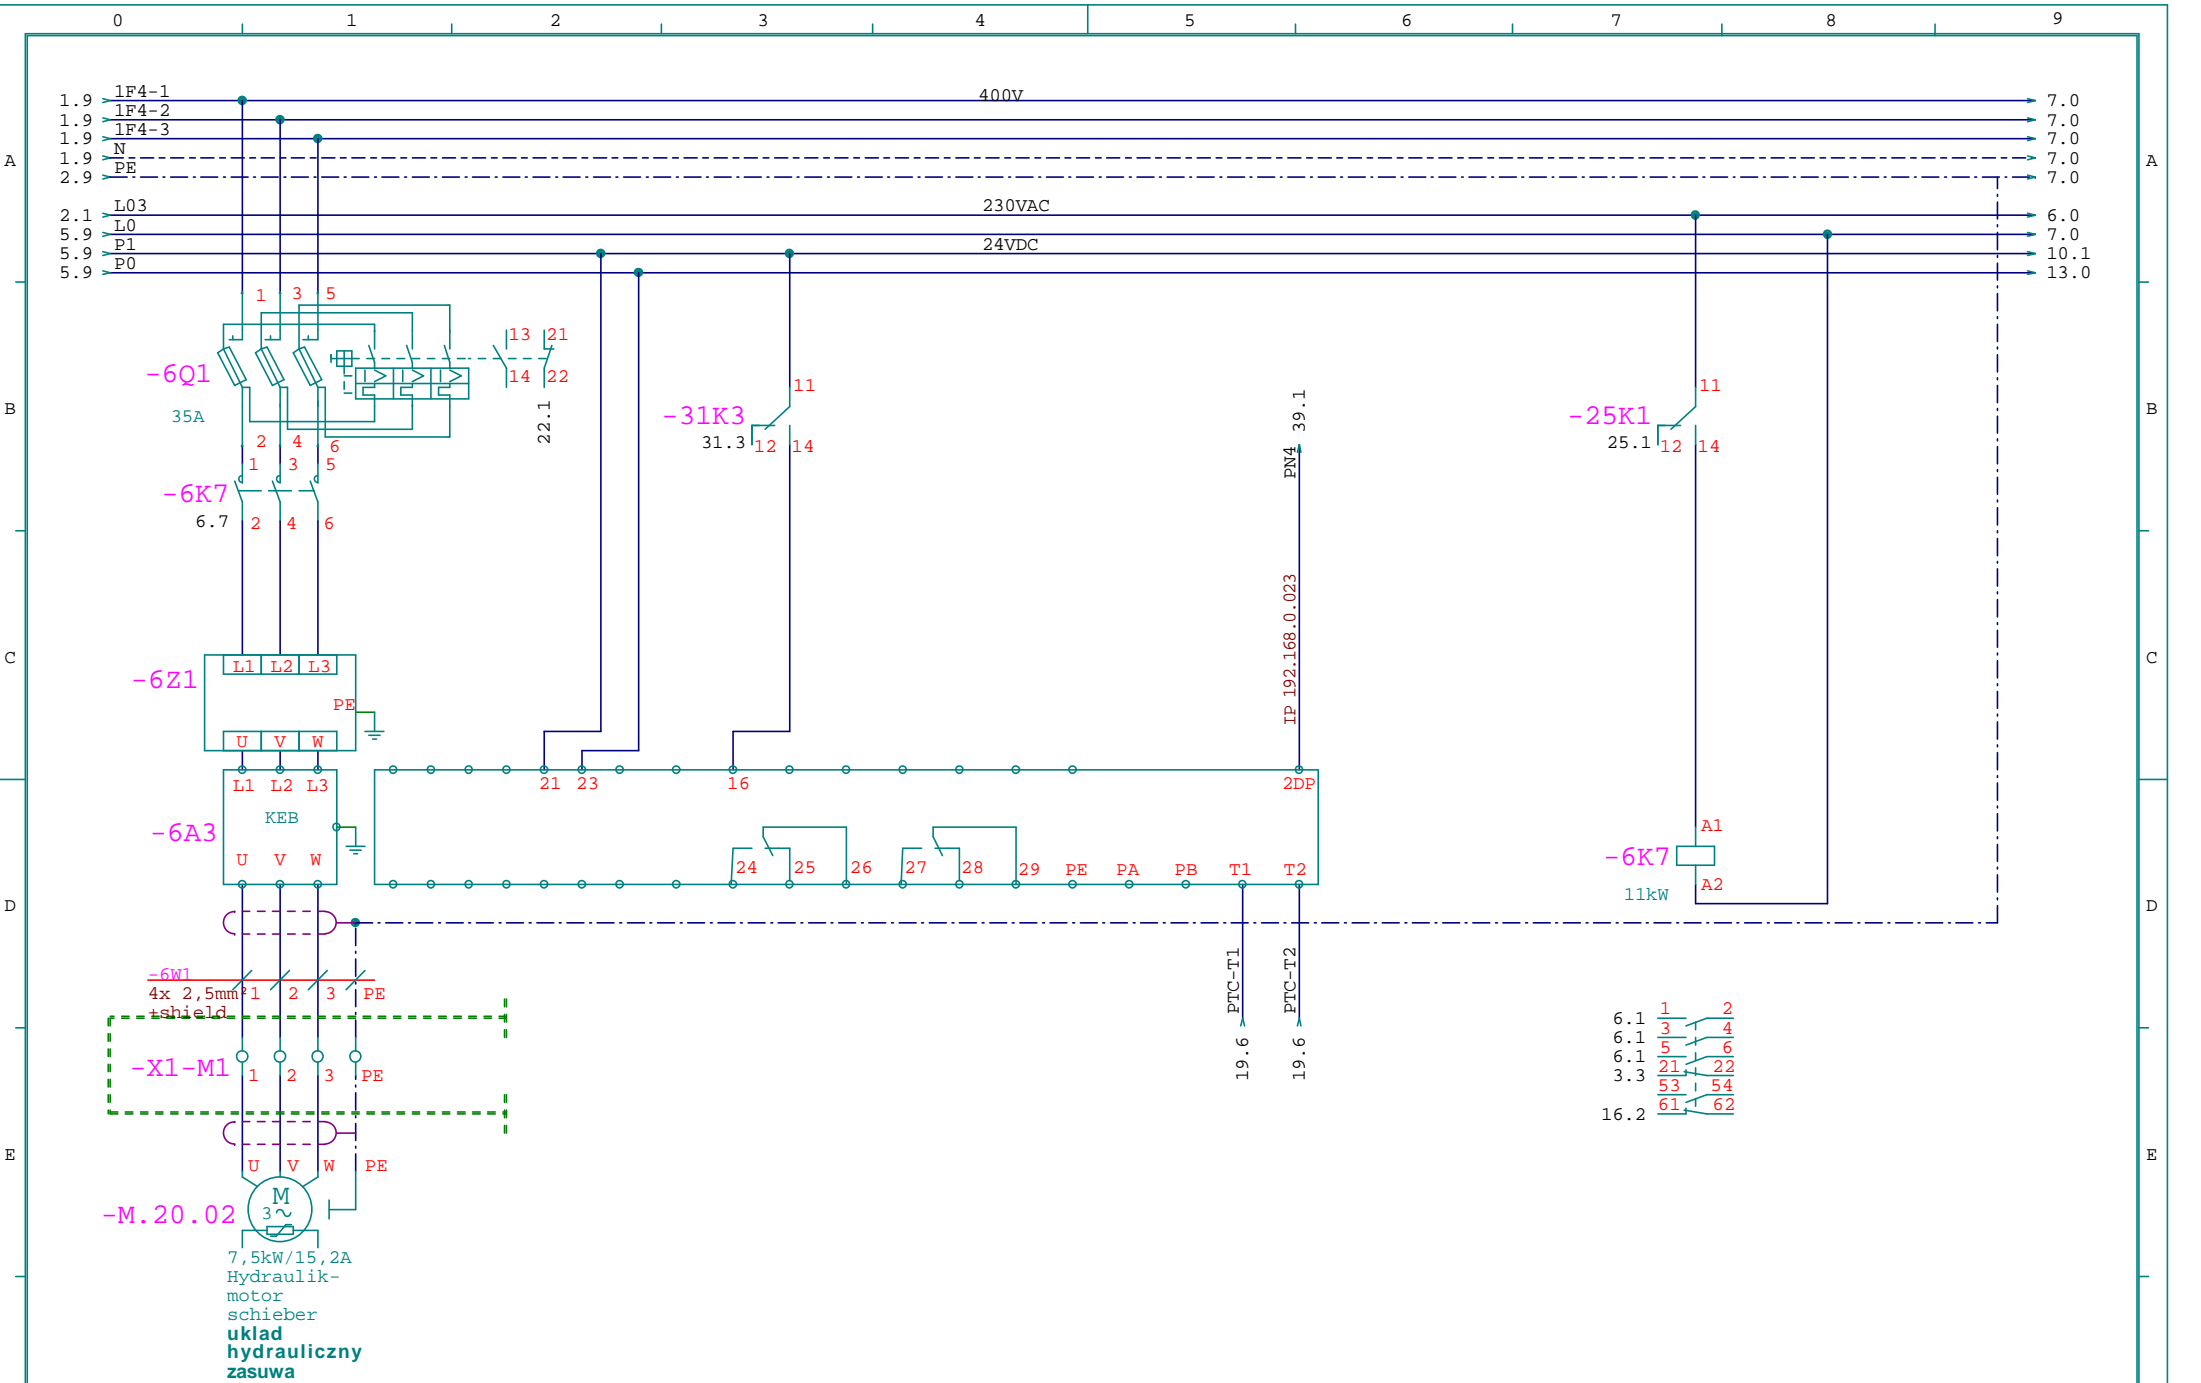 0 1 2 3 4 5 6 7 8 9
1.9 1F4-1 400V 7.0
1.9 1F4-2 7.0
1.9 1F4-3 7.0
A 1.9 N 7.0 A
2.9 PE 7.0
2.1 L03 230VAC 6.0
5.9 L0 7.0
5.9 P1 24VDC 10.1
5.9 P0 13.0
1 3 5
13 21
-6Q1 14 22
35A
22.1
2 4 6
B B
11
-31K3
31.3 12 14
PN4 39.1
11
-25K1
25.1 12 14
1 3 5
-6K7
6.7 2 4 6
IP 192.168.0.023
C C
L1 L2 L3
-6Z1
PE
U V W
L1 L2 L3
KEB
-6A3
U V W
21 23 16 2DP
24 25 26 27 28 29 PE PA PB T1 T2
A1
-6K7
A2
11kW
D D
-6W1
4x 2,5mm² 1 2 3 PE
+shield
PTC-T1 PTC-T2
19.6 19.6
-X1-M1 1 2 3 PE
6.1 1 2
6.1 3 4
6.1 5 6
3.3 21 22
53 54
16.2 61 62
E E
U V W PE
M
3~
-M.20.02
7,5kW/15,2A
Hydraulik-
motor
schieber
uklad
hydrauliczny
zasuwa